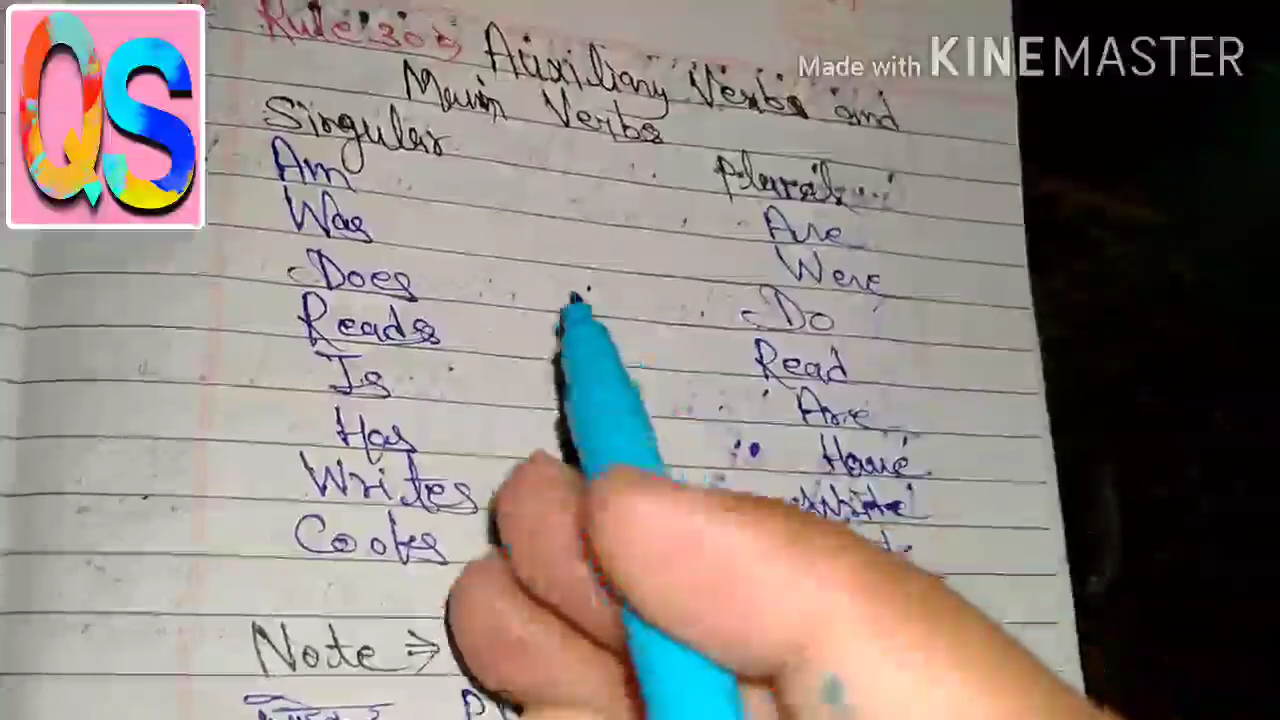 QS
Made with KINEMASTER
Rule 30
Auxiliary Verbs and
Main Verbs
Singular Plural
Am Are
Was Were
Does Do
Reads Read
Is Are
Has Have
Writes Write
Cooks
Note ⇒